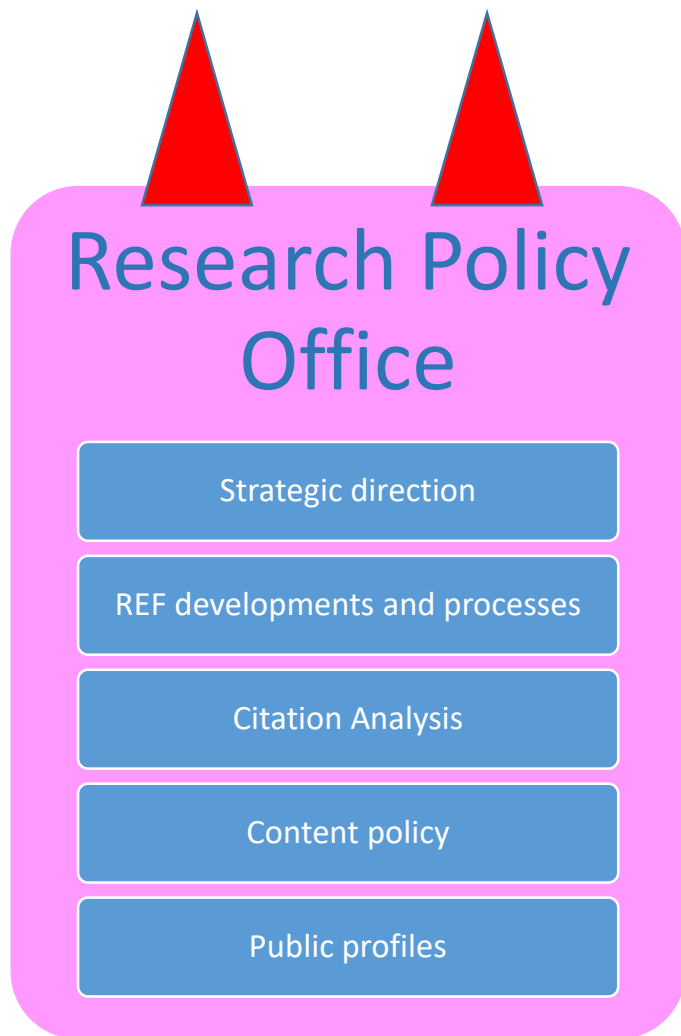 Research Policy
Office
Strategic direction
REF developments and processes
Citation Analysis
Content policy
Public profiles